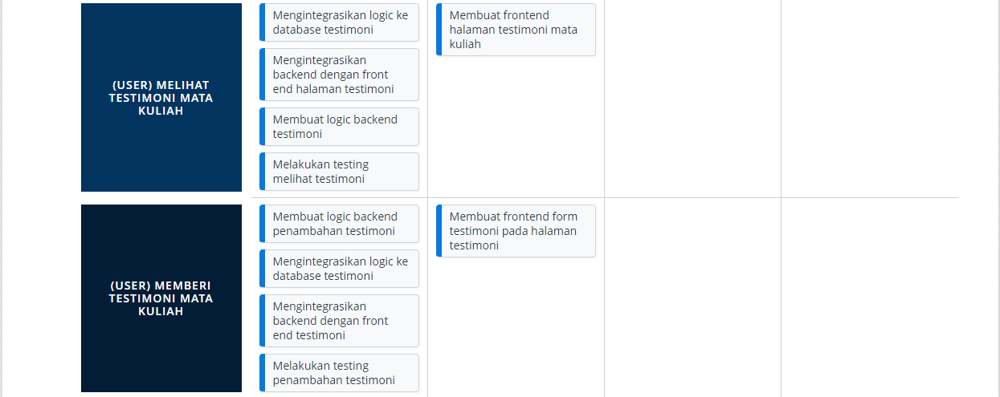 (USER) MELIHAT
TESTIMONI MATA
KULIAH
Mengintegrasikan logic ke
database testimoni
Mengintegrasikan
backend dengan front
end halaman testimoni
Membuat logic backend
testimoni
Melakukan testing
melihat testimoni
Membuat frontend
halaman testimoni mata
kuliah
(USER) MEMBERI
TESTIMONI MATA
KULIAH
Membuat logic backend
penambahan testimoni
Mengintegrasikan logic ke
database testimoni
Mengintegrasikan
backend dengan front
end testimoni
Melakukan testing
penambahan testimoni
Membuat frontend form
testimoni pada halaman
testimoni